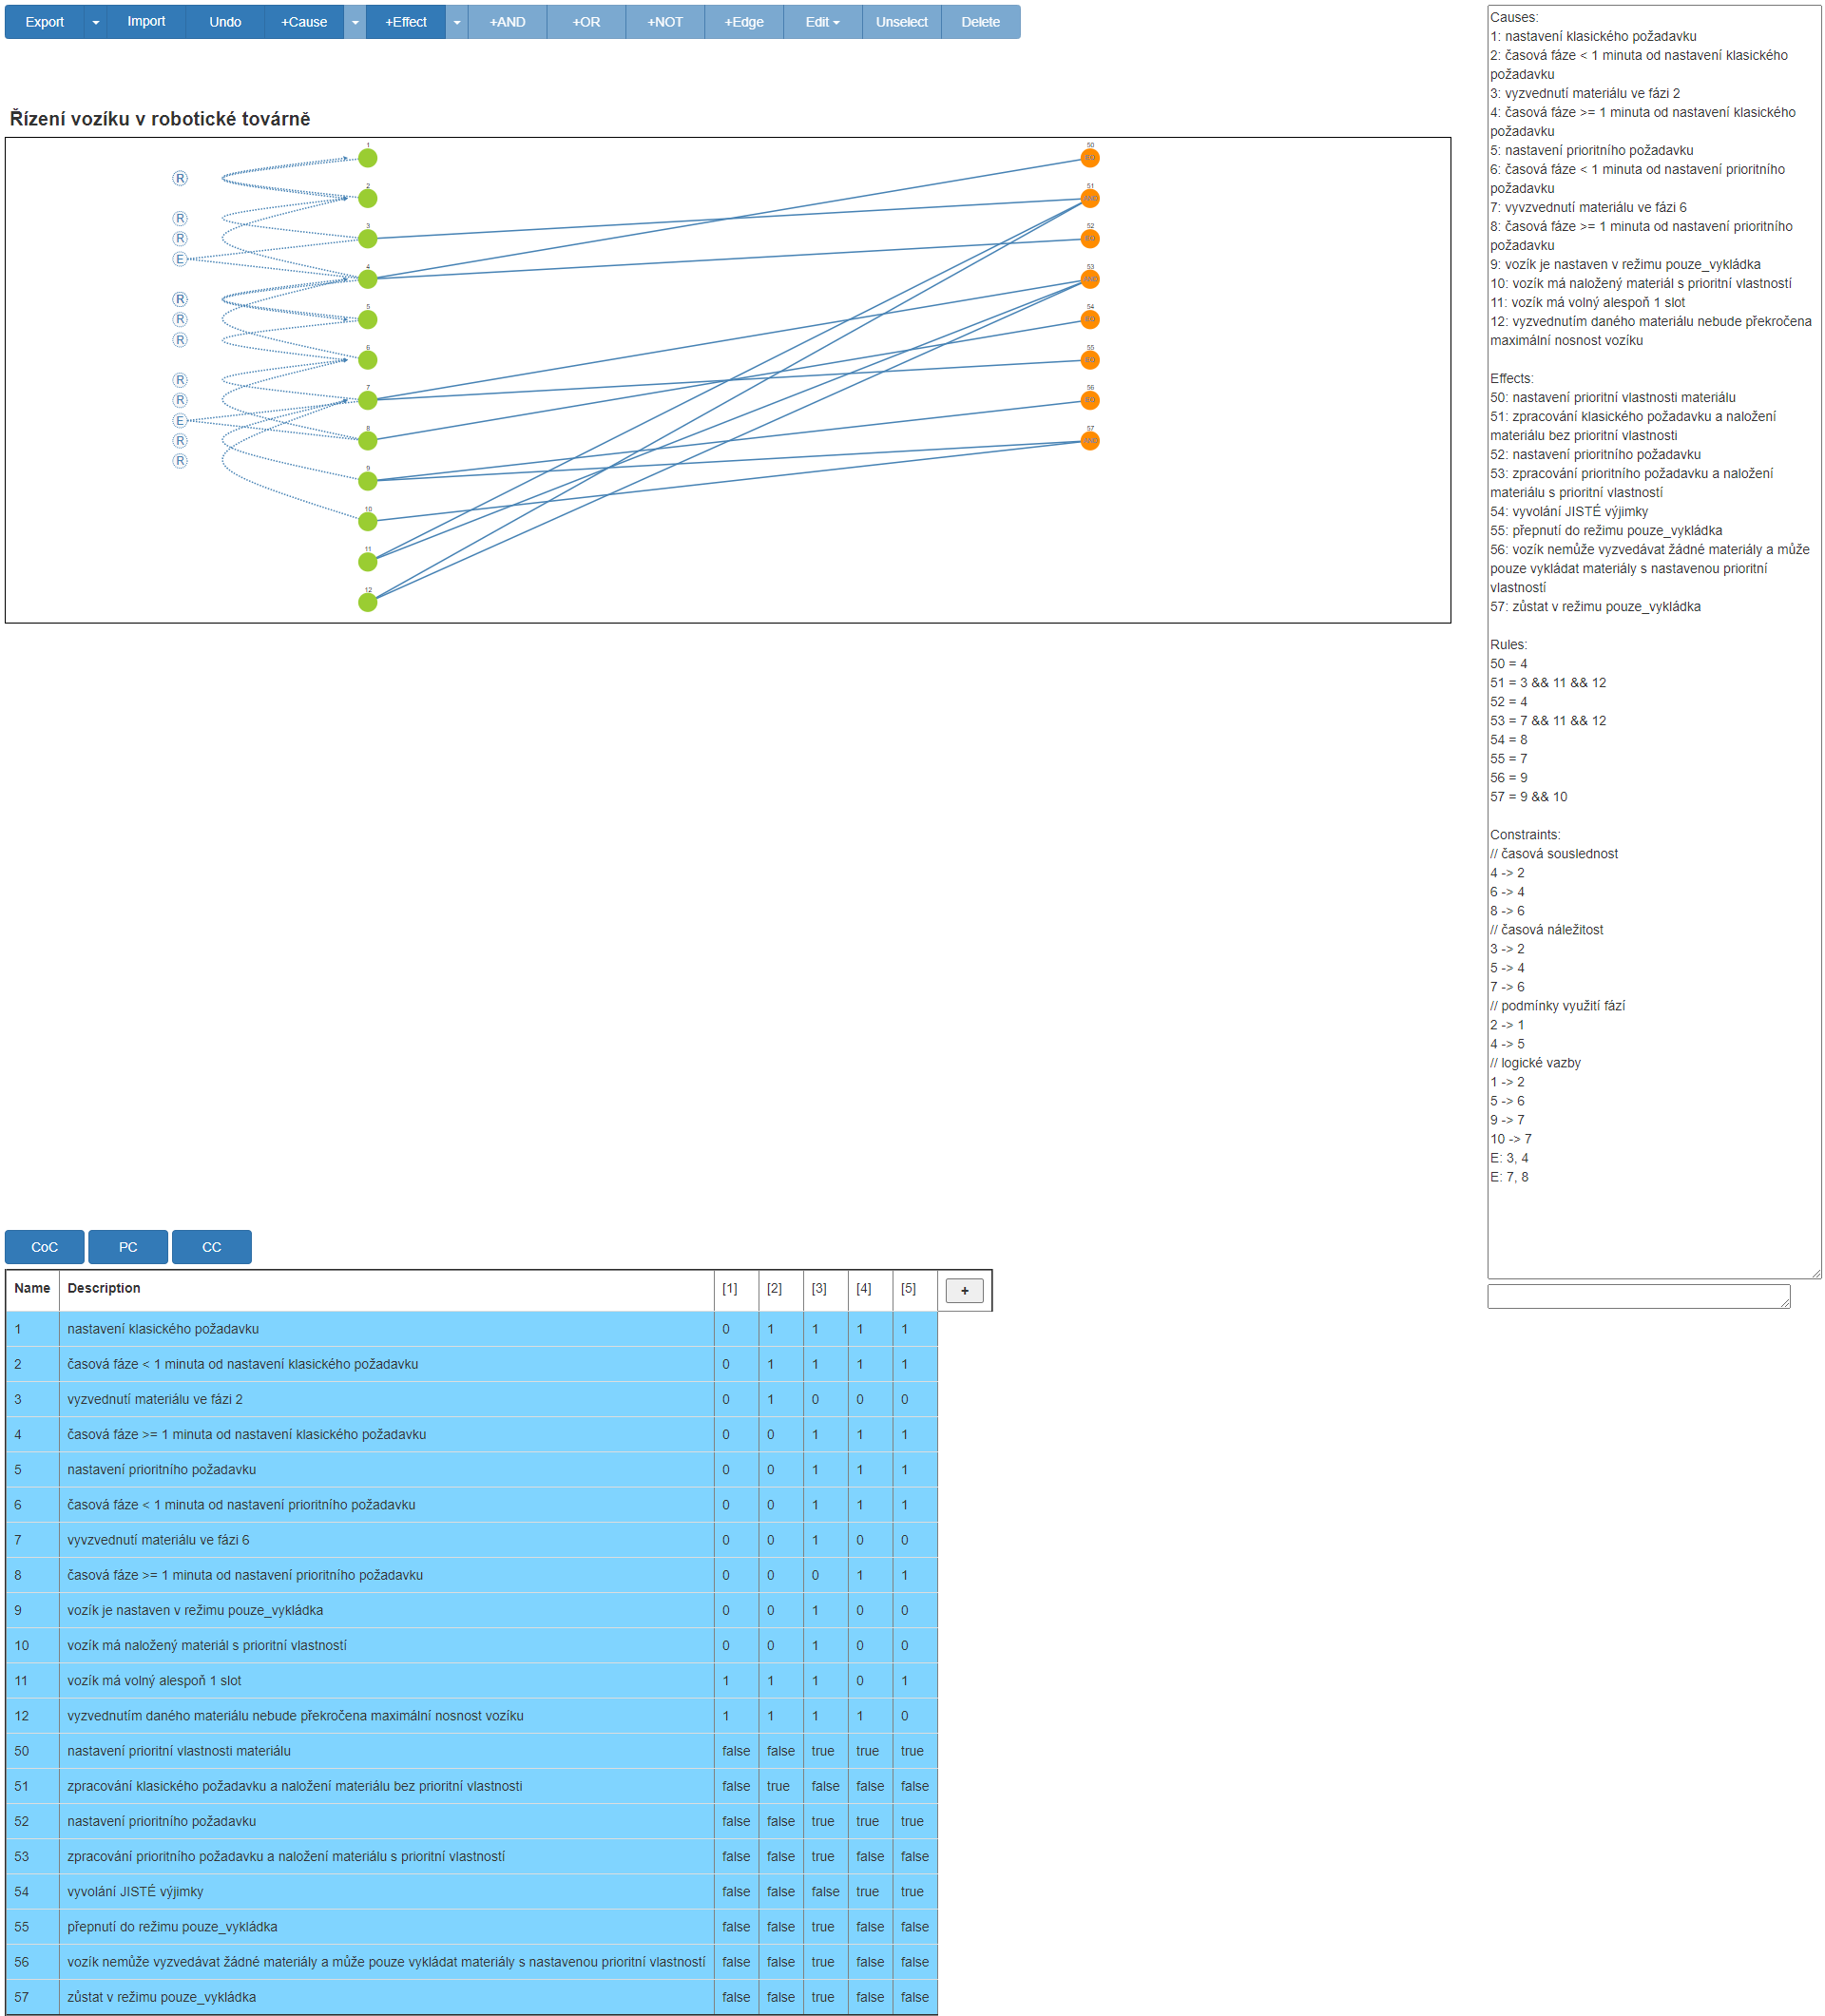 Export Import Undo +Cause +Effect +AND +OR +NOT +Edge Edit Unselect Delete
Řízení vozíku v robotické továrně
1
2
3
4
5
6
7
8
9
10
11
12
R
R
R
E
R
R
R
R
R
E
R
R
50
EQ
51
AND
52
EQ
53
AND
54
EQ
55
EQ
56
EQ
57
AND
Causes:
1: nastavení klasického požadavku
2: časová fáze < 1 minuta od nastavení klasického
požadavku
3: vyzvednutí materiálu ve fázi 2
4: časová fáze >= 1 minuta od nastavení klasického
požadavku
5: nastavení prioritního požadavku
6: časová fáze < 1 minuta od nastavení prioritního
požadavku
7: vyvzvednutí materiálu ve fázi 6
8: časová fáze >= 1 minuta od nastavení prioritního
požadavku
9: vozík je nastaven v režimu pouze_vykládka
10: vozík má naložený materiál s prioritní vlastností
11: vozík má volný alespoň 1 slot
12: vyzvednutím daného materiálu nebude překročena
maximální nosnost vozíku
Effects:
50: nastavení prioritní vlastnosti materiálu
51: zpracování klasického požadavku a naložení
materiálu bez prioritní vlastnosti
52: nastavení prioritního požadavku
53: zpracování prioritního požadavku a naložení
materiálu s prioritní vlastností
54: vyvolání JISTÉ výjimky
55: přepnutí do režimu pouze_vykládka
56: vozík nemůže vyzvedávat žádné materiály a může
pouze vykládat materiály s nastavenou prioritní
vlastností
57: zůstat v režimu pouze_vykládka
Rules:
50 = 4
51 = 3 && 11 && 12
52 = 4
53 = 7 && 11 && 12
54 = 8
55 = 7
56 = 9
57 = 9 && 10
Constraints:
// časová souslednost
4 -> 2
6 -> 4
8 -> 6
// časová náležitost
3 -> 2
5 -> 4
7 -> 6
// podmínky využití fází
2 -> 1
4 -> 5
// logické vazby
1 -> 2
5 -> 6
9 -> 7
10 -> 7
E: 3, 4
E: 7, 8
CoC PC CC
Name Description [1] [2] [3] [4] [5] +
1 nastavení klasického požadavku 0 1 1 1 1
2 časová fáze < 1 minuta od nastavení klasického požadavku 0 1 1 1 1
3 vyzvednutí materiálu ve fázi 2 0 1 0 0 0
4 časová fáze >= 1 minuta od nastavení klasického požadavku 0 0 1 1 1
5 nastavení prioritního požadavku 0 0 1 1 1
6 časová fáze < 1 minuta od nastavení prioritního požadavku 0 0 1 1 1
7 vyvzvednutí materiálu ve fázi 6 0 0 1 0 0
8 časová fáze >= 1 minuta od nastavení prioritního požadavku 0 0 0 1 1
9 vozík je nastaven v režimu pouze_vykládka 0 0 1 0 0
10 vozík má naložený materiál s prioritní vlastností 0 0 1 0 0
11 vozík má volný alespoň 1 slot 1 1 1 0 1
12 vyzvednutím daného materiálu nebude překročena maximální nosnost vozíku 1 1 1 1 0
50 nastavení prioritní vlastnosti materiálu false false true true true
51 zpracování klasického požadavku a naložení materiálu bez prioritní vlastnosti false true false false false
52 nastavení prioritního požadavku false false true true true
53 zpracování prioritního požadavku a naložení materiálu s prioritní vlastností false false true false false
54 vyvolání JISTÉ výjimky false false false true true
55 přepnutí do režimu pouze_vykládka false false true false false
56 vozík nemůže vyzvedávat žádné materiály a může pouze vykládat materiály s nastavenou prioritní vlastností false false true false false
57 zůstat v režimu pouze_vykládka false false true false false